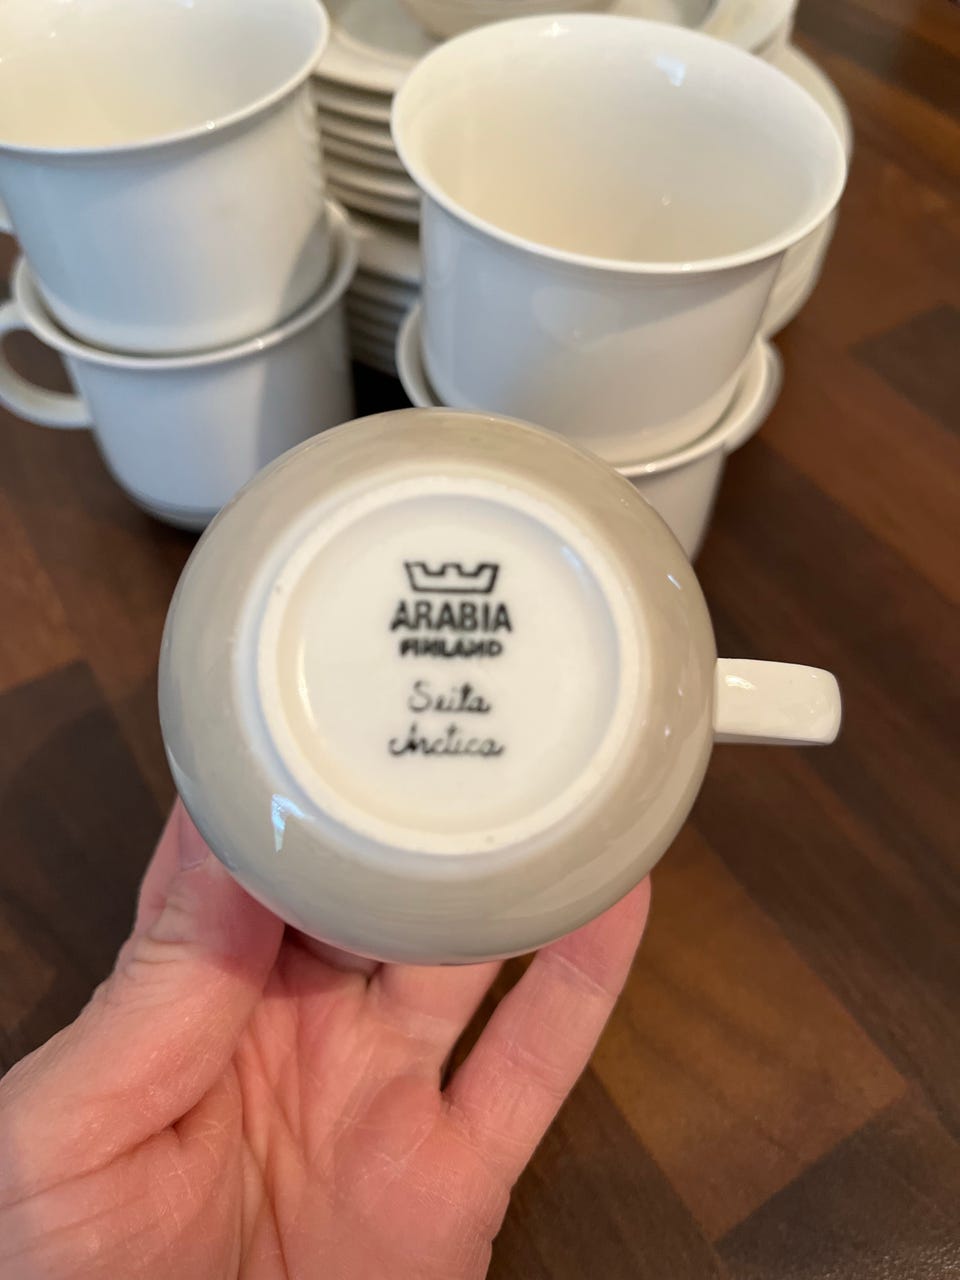 ARABIA
FINLAND
Seita
Arctica